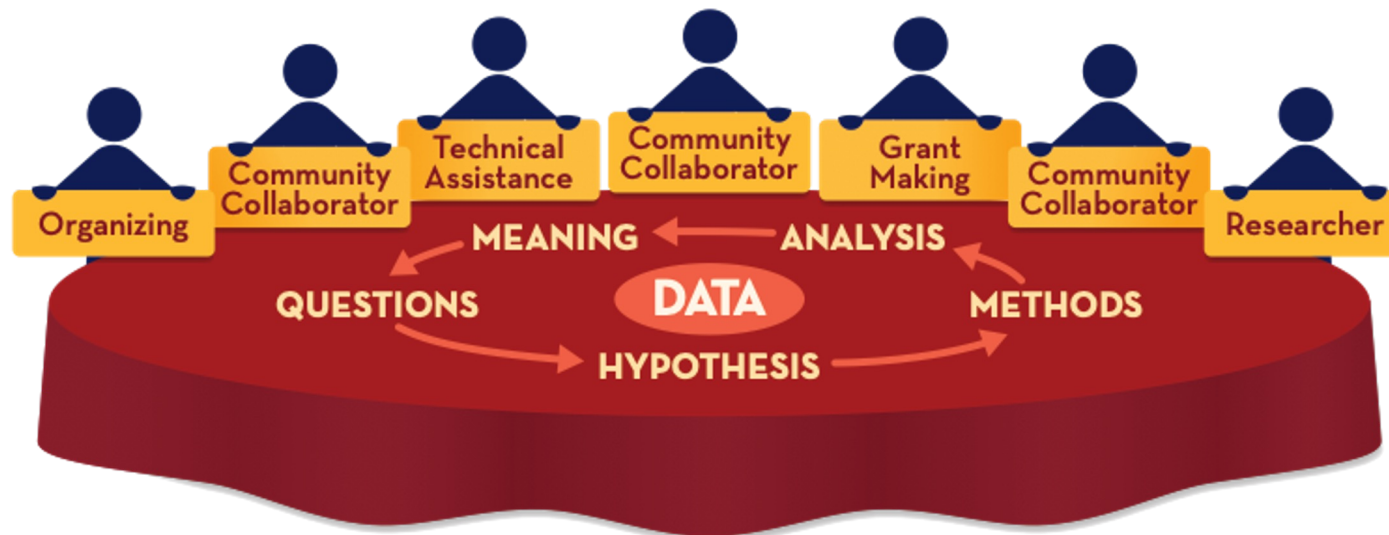 Organizing
Community
Collaborator
Technical
Assistance
Community
Collaborator
Grant
Making
Community
Collaborator
Researcher
MEANING
ANALYSIS
QUESTIONS
DATA
METHODS
HYPOTHESIS